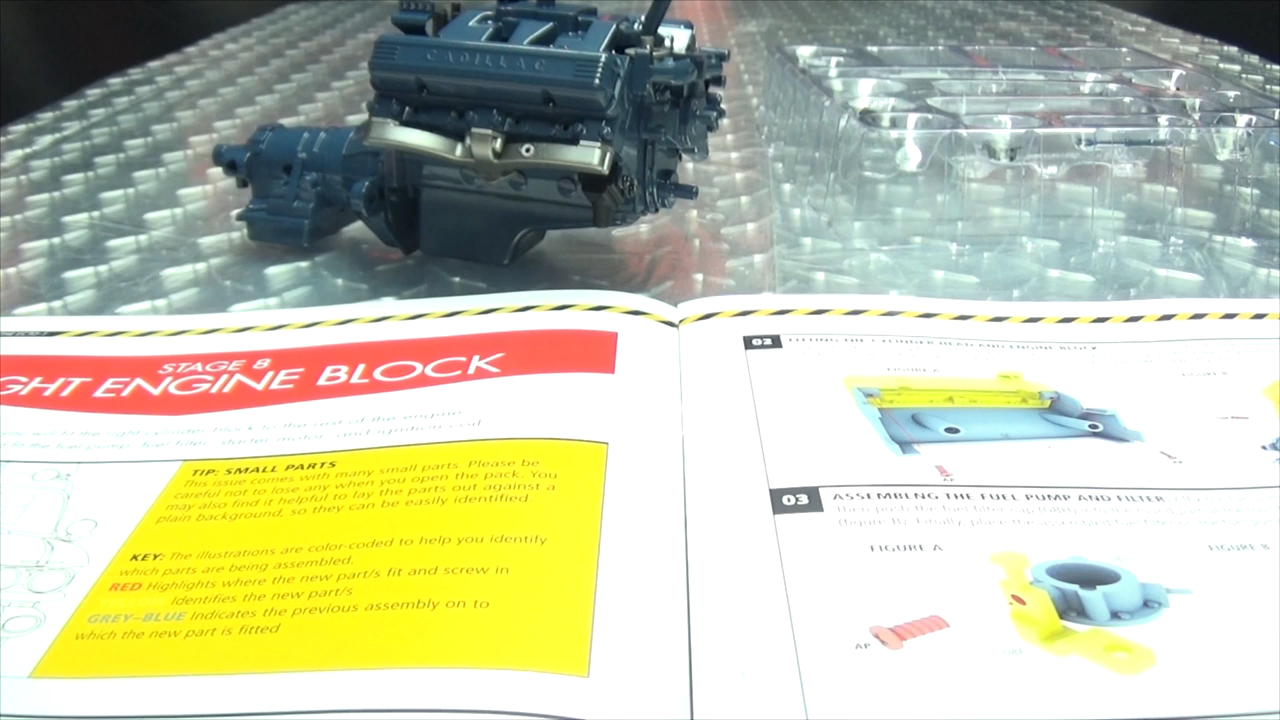 CADILLAC
STAGE 8
GHT ENGINE BLOCK
TIP: SMALL PARTS
This issue comes with many small parts. Please be
careful not to lose any when you open the pack. You
may also find it helpful to lay the parts out against a
plain background, so they can be easily identified.
KEY: The illustrations are color-coded to help you identify
which parts are being assembled.
RED Highlights where the new part/s fit and screw in
Identifies the new part/s
GREY-BLUE Indicates the previous assembly on to
which the new part is fitted
02
FIGURE A
FIGURE B
AP
03 ASSEMBLNG THE FUEL PUMP AND FILTER
FIGURE A
FIGURE B
AP